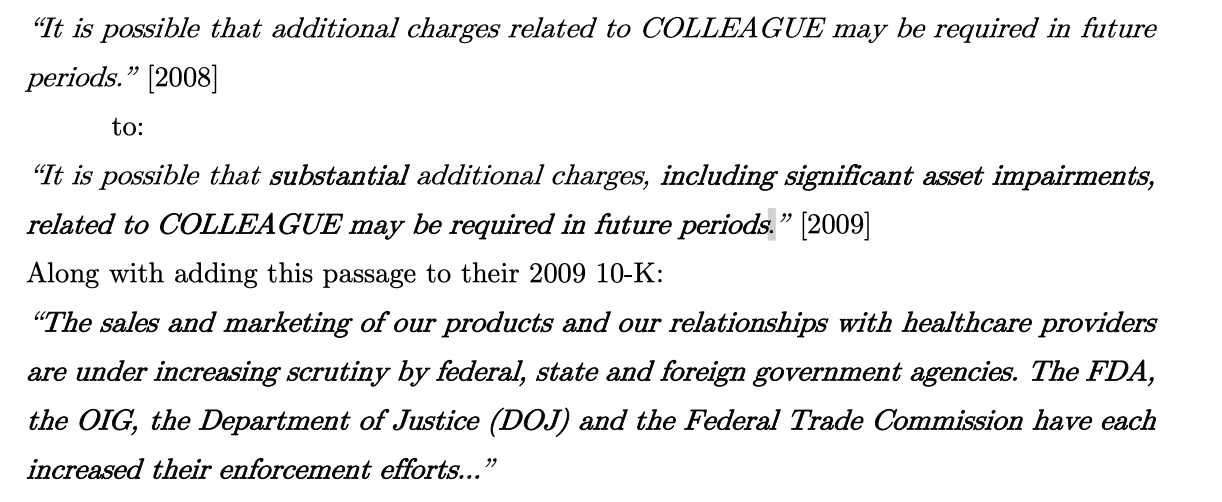 “It is possible that additional charges related to COLLEAGUE may be required in future
periods.” [2008]
to:
“It is possible that substantial additional charges, including significant asset impairments,
related to COLLEAGUE may be required in future periods.” [2009]
Along with adding this passage to their 2009 10-K:
“The sales and marketing of our products and our relationships with healthcare providers
are under increasing scrutiny by federal, state and foreign government agencies. The FDA,
the OIG, the Department of Justice (DOJ) and the Federal Trade Commission have each
increased their enforcement efforts...”